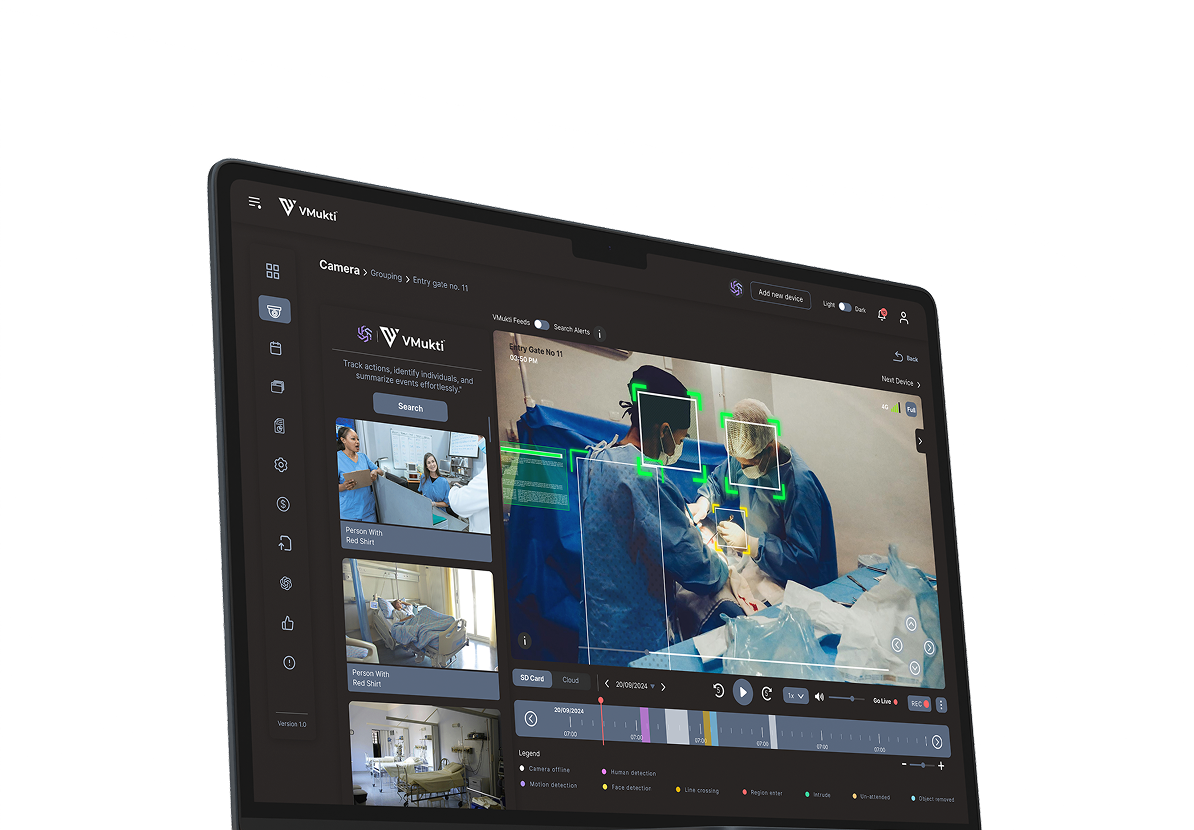 VMukti
Camera > Grouping > Entry gate no. 11
Add new device
Light
Dark
VMukti Feeds
Search Alerts
Back
Next Device
VMukti
Track actions, identify individuals, and
summarize events effortlessly."
Search
Entry Gate No 11
03:50 PM
4G
Full
Person With
Red Shirt
Person With
Red Shirt
SD Card
Cloud
20/09/2024
1x
Go Live
REC
20/09/2024
07:00
07:00
07:00
07:00
07:00
07:00
Version 1.0
Legend
Camera offline
Human detection
Motion detection
Face detection
Line crossing
Region enter
Intrude
Un-attended
Object removed